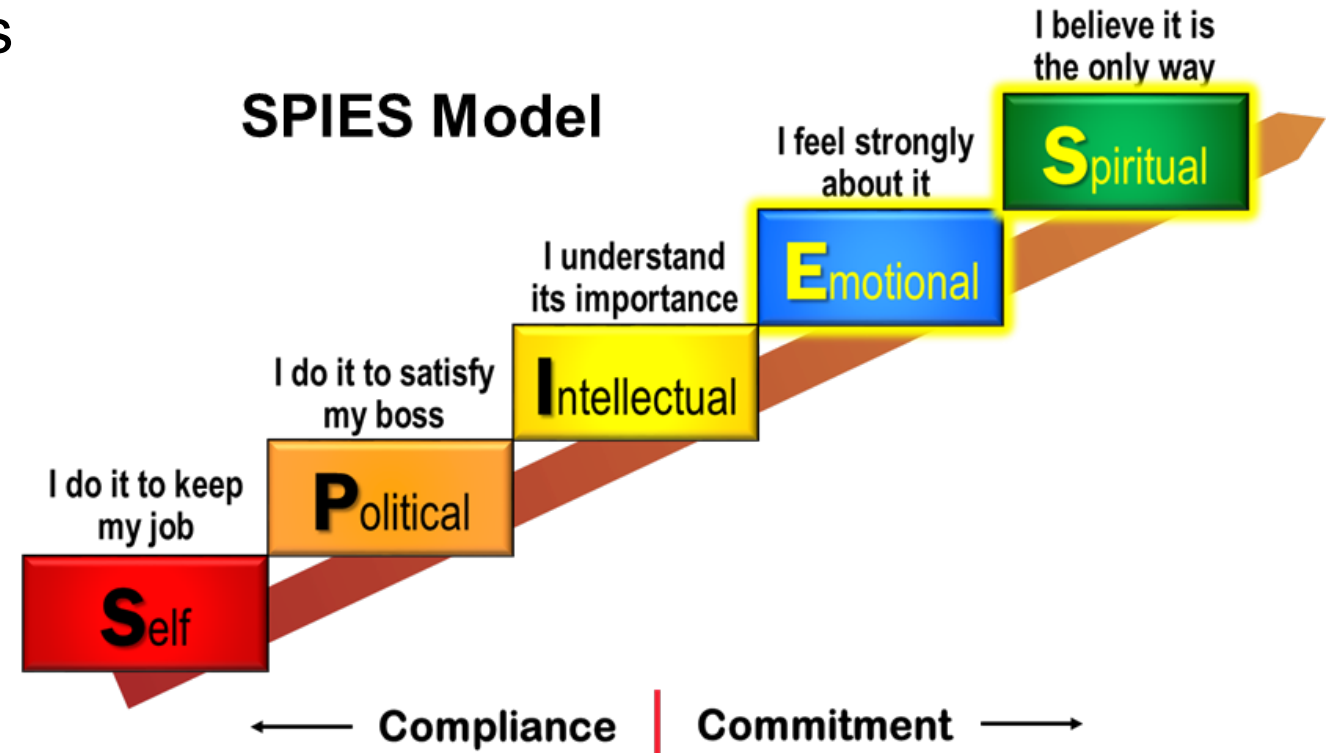 s
SPIES Model
I believe it is
the only way
Spiritual
I feel strongly
about it
Emotional
I understand
its importance
Intellectual
I do it to satisfy
my boss
Political
I do it to keep
my job
Self
Compliance
Commitment